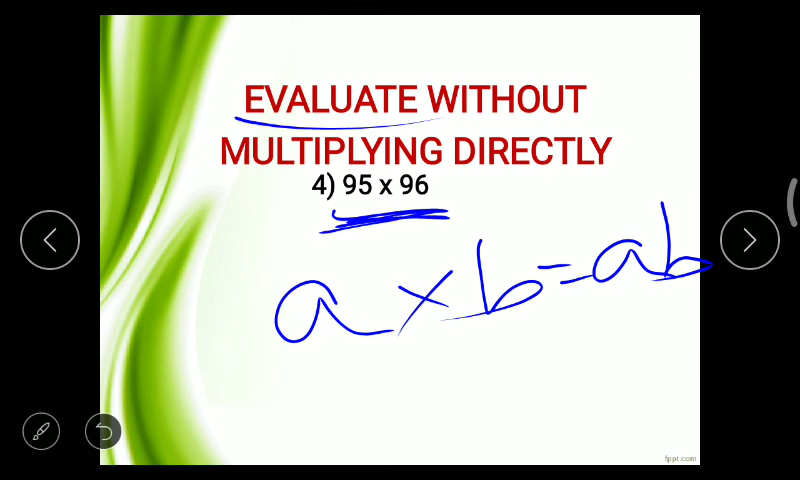 EVALUATE WITHOUT
MULTIPLYING DIRECTLY
4) 95 x 96
a x b = ab
fppt.com